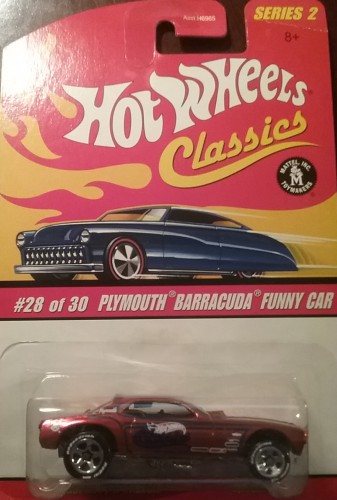 SERIES 2
8+
HOT WHEELS
Classics
MATTEL, INC.
TOYMAKERS
#28 of 30 PLYMOUTH® BARRACUDA® FUNNY CAR